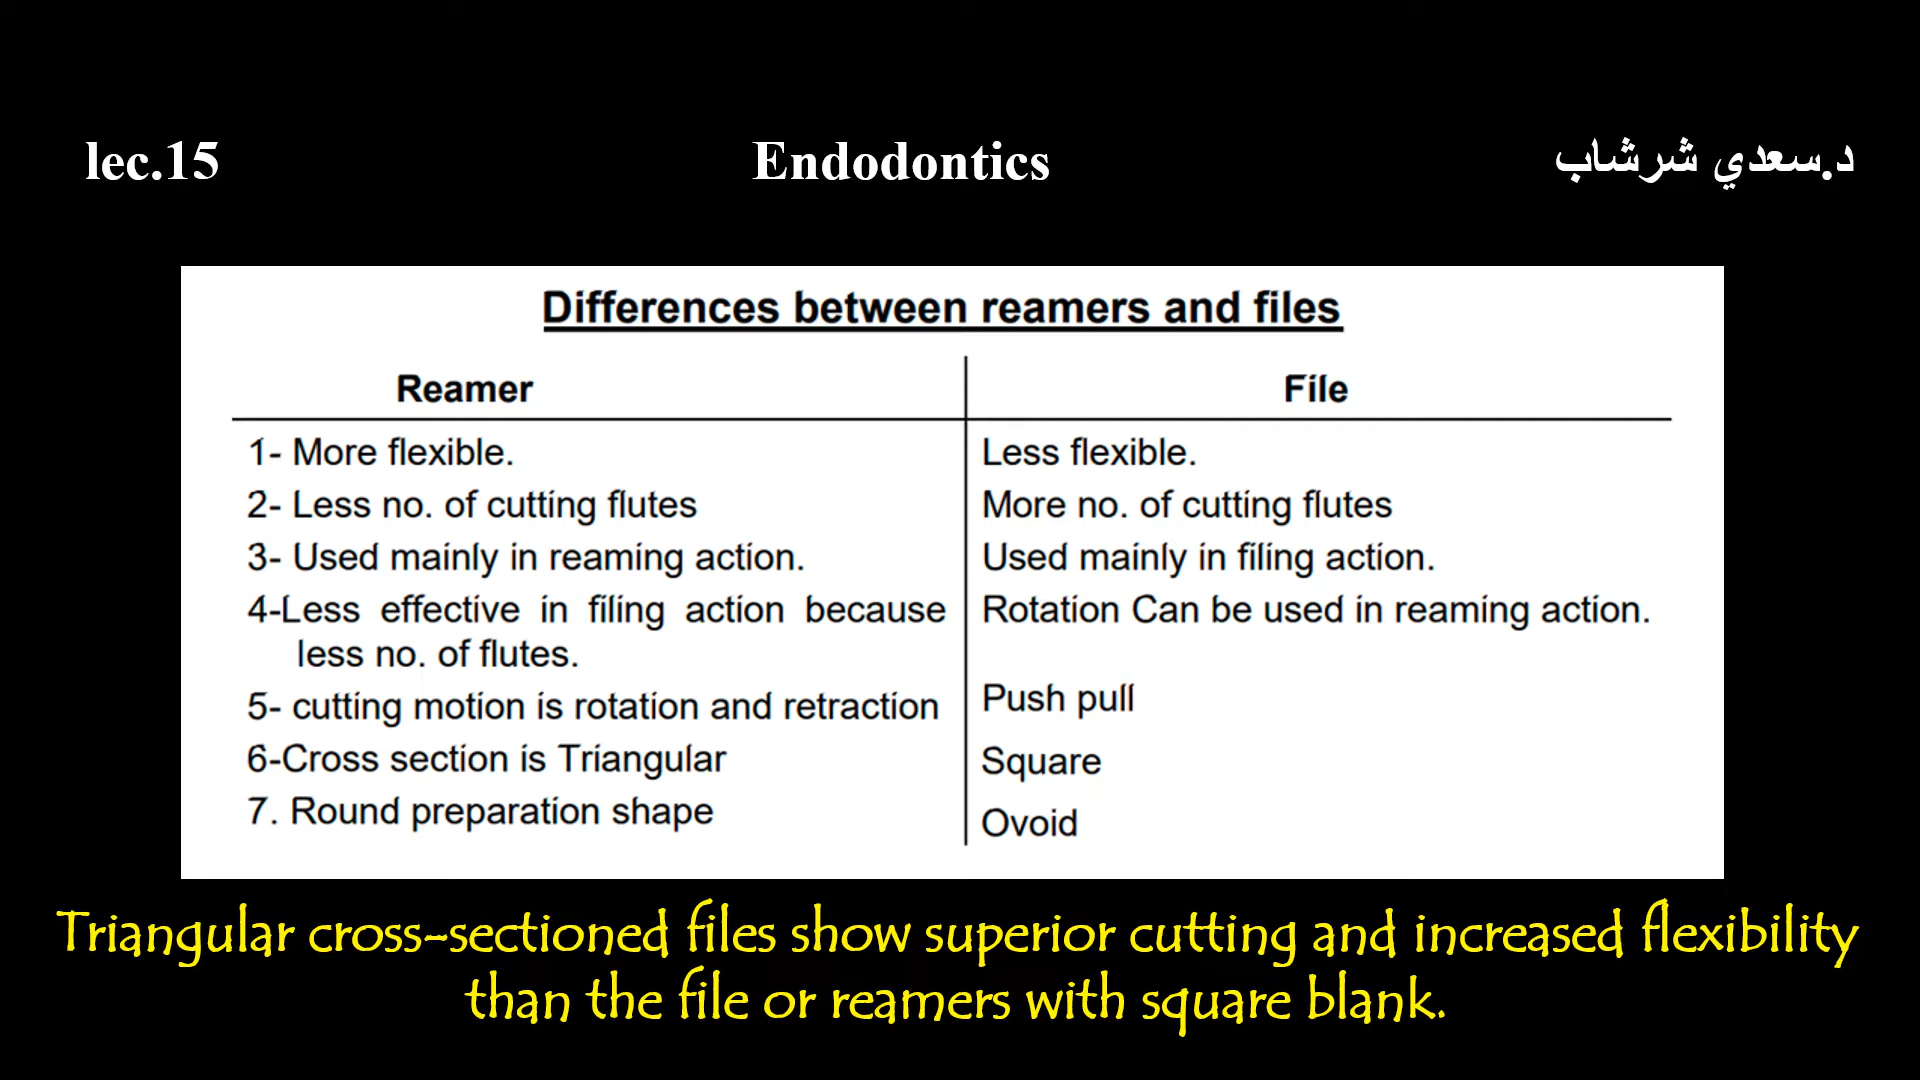 lec.15
Endodontics
د.سعدي شرشاب
Differences between reamers and files
Reamer
File
1- More flexible.
Less flexible.
2- Less no. of cutting flutes
More no. of cutting flutes
3- Used mainly in reaming action.
Used mainly in filing action.
4-Less effective in filing action because
less no. of flutes.
Rotation Can be used in reaming action.
5- cutting motion is rotation and retraction
Push pull
6-Cross section is Triangular
Square
7. Round preparation shape
Ovoid
Triangular cross-sectioned files show superior cutting and increased flexibility
than the file or reamers with square blank.